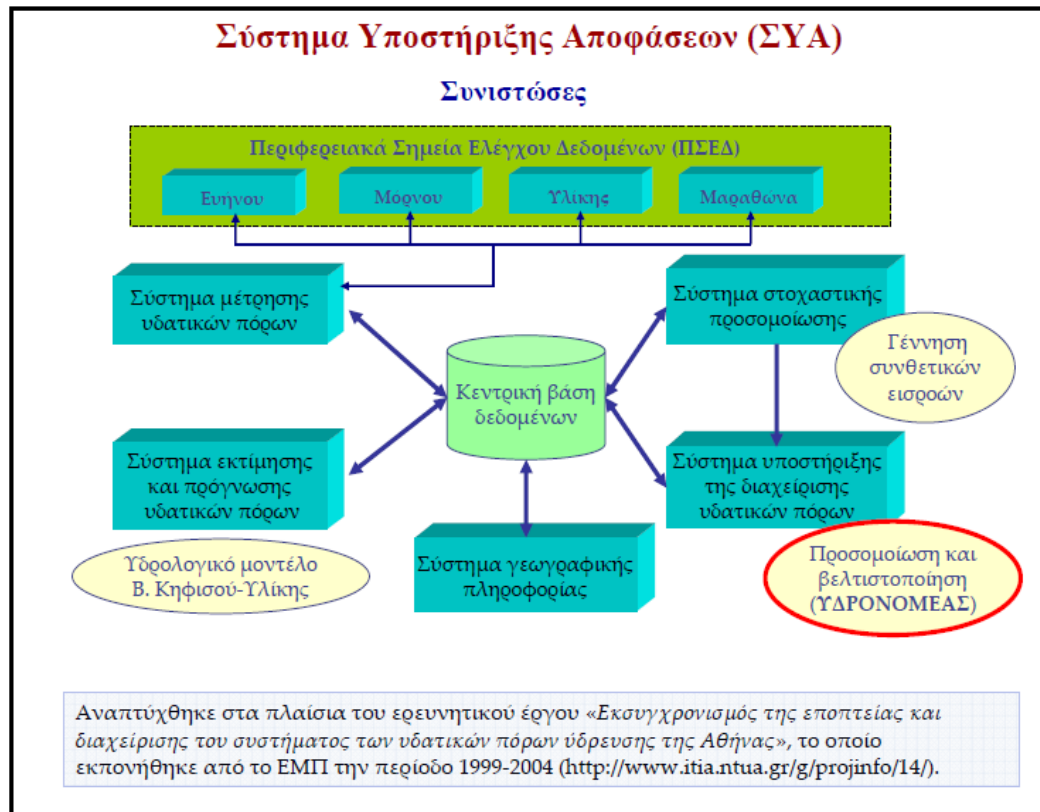 Σύστημα Υποστήριξης Αποφάσεων (ΣΥΑ)
Συνιστώσες
Περιφερειακά Σημεία Ελέγχου Δεδομένων (ΠΣΕΔ)
Ευήνου
Μόρνου
Υλίκης
Μαραθώνα
Σύστημα μέτρησης
υδατικών πόρων
Σύστημα στοχαστικής
προσομοίωσης
Γέννηση
συνθετικών
εισροών
Κεντρική βάση
δεδομένων
Σύστημα εκτίμησης
και πρόγνωσης
υδατικών πόρων
Σύστημα υποστήριξης
της διαχείρισης
υδατικών πόρων
Υδρολογικό μοντέλο
Β. Κηφισού-Υλίκης
Σύστημα γεωγραφικής
πληροφορίας
Προσομοίωση και
βελτιστοποίηση
(ΥΔΡΟΝΟΜΕΑΣ)
Αναπτύχθηκε στα πλαίσια του ερευνητικού έργου «Εκσυγχρονισμός της εποπτείας και
διαχείρισης του συστήματος των υδατικών πόρων ύδρευσης της Αθήνας», το οποίο
εκπονήθηκε από το ΕΜΠ την περίοδο 1999-2004 (http://www.itia.ntua.gr/g/projinfo/14/).